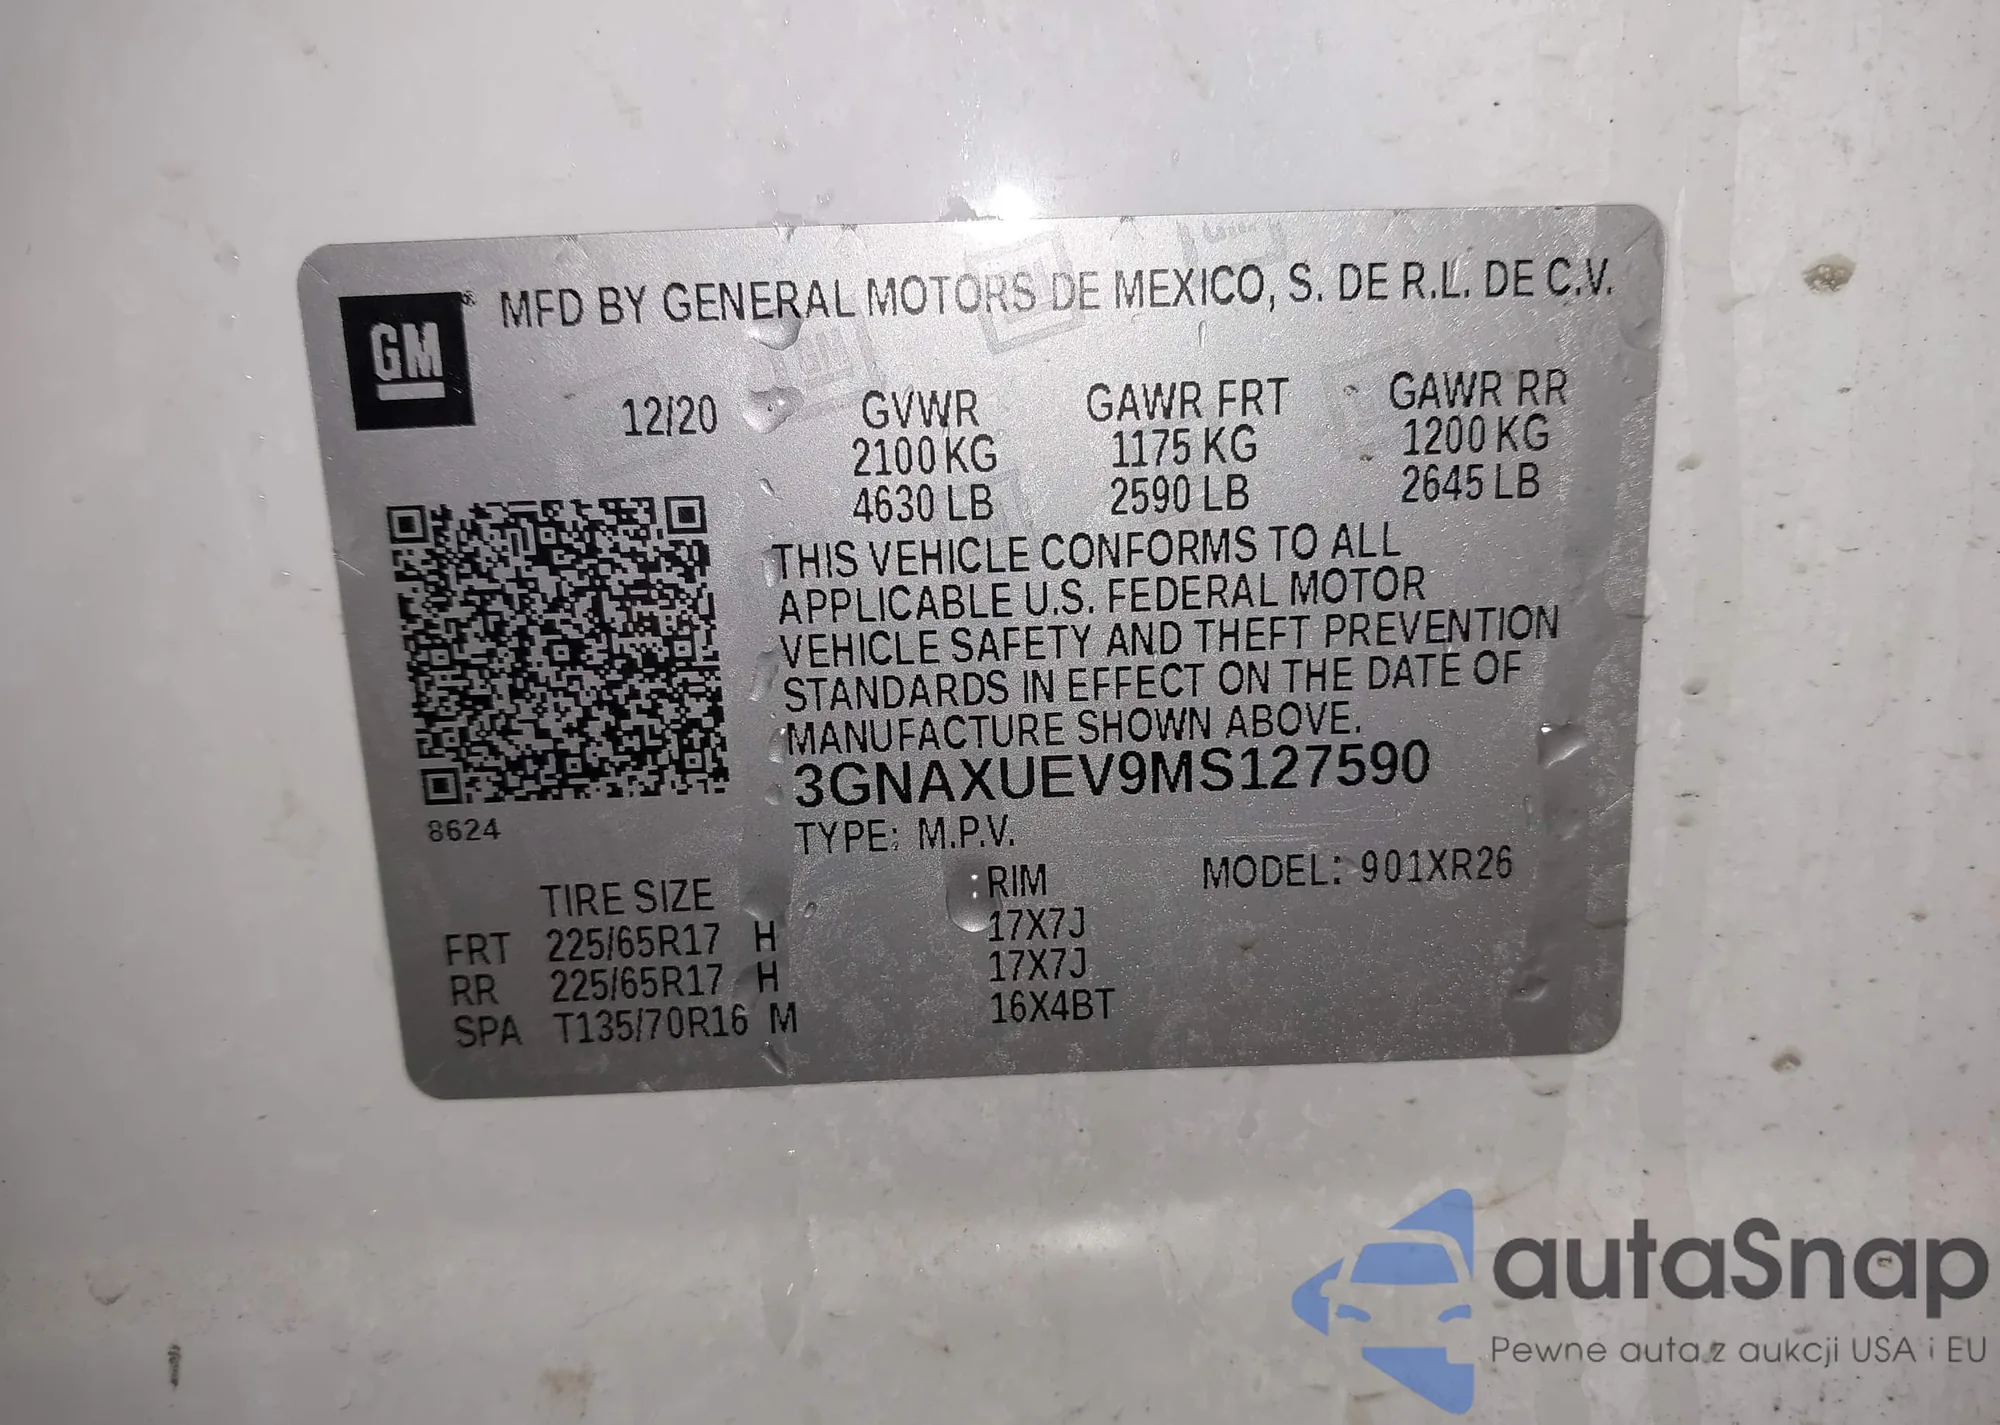 GM
MFD BY GENERAL MOTORS DE MEXICO, S. DE R.L. DE C.V.
12/20 GVWR GAWR FRT GAWR RR
2100 KG 1175 KG 1200 KG
4630 LB 2590 LB 2645 LB
THIS VEHICLE CONFORMS TO ALL
APPLICABLE U.S. FEDERAL MOTOR
VEHICLE SAFETY AND THEFT PREVENTION
STANDARDS IN EFFECT ON THE DATE OF
MANUFACTURE SHOWN ABOVE.
3GNAXUEV9MS127590
8624
TYPE: M.P.V.
MODEL: 901XR26
TIRE SIZE RIM
FRT 225/65R17 H 17X7J
RR 225/65R17 H 17X7J
SPA T135/70R16 M 16X4BT
autaSnap
Pewne auta z aukcji USA i EU